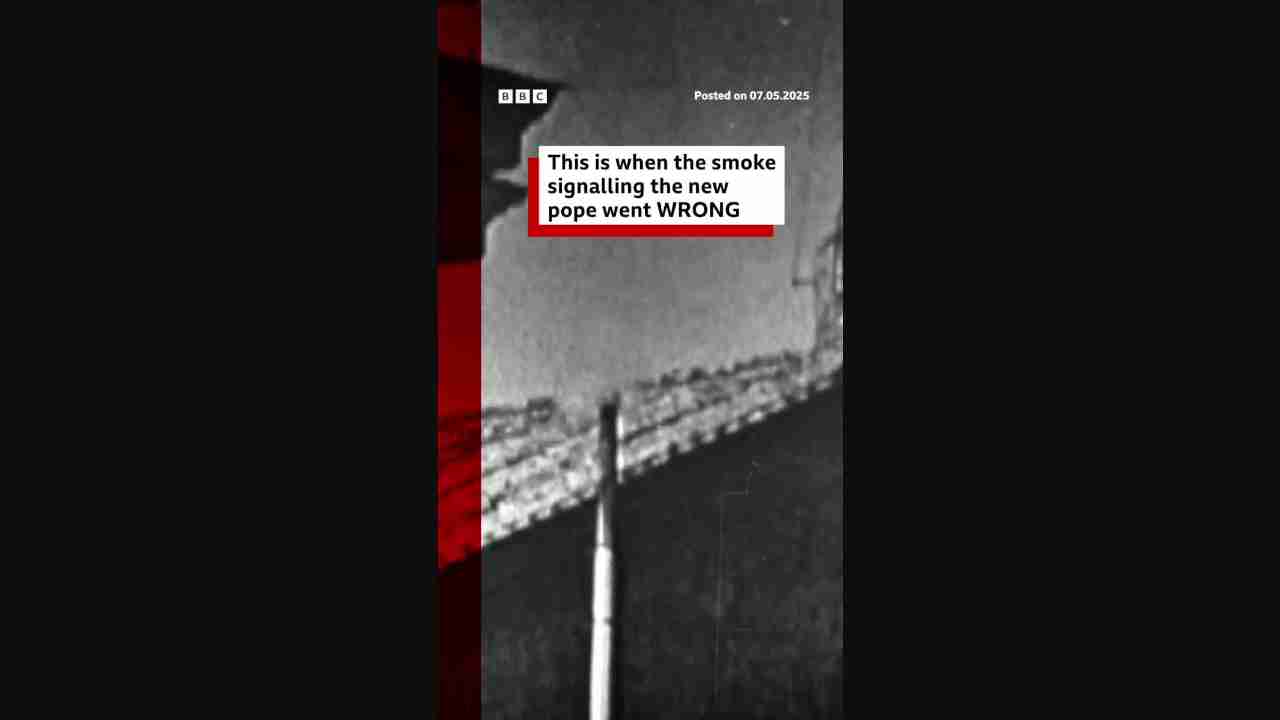 BBC
Posted on 07.05.2025
This is when the smoke
signalling the new
pope went WRONG